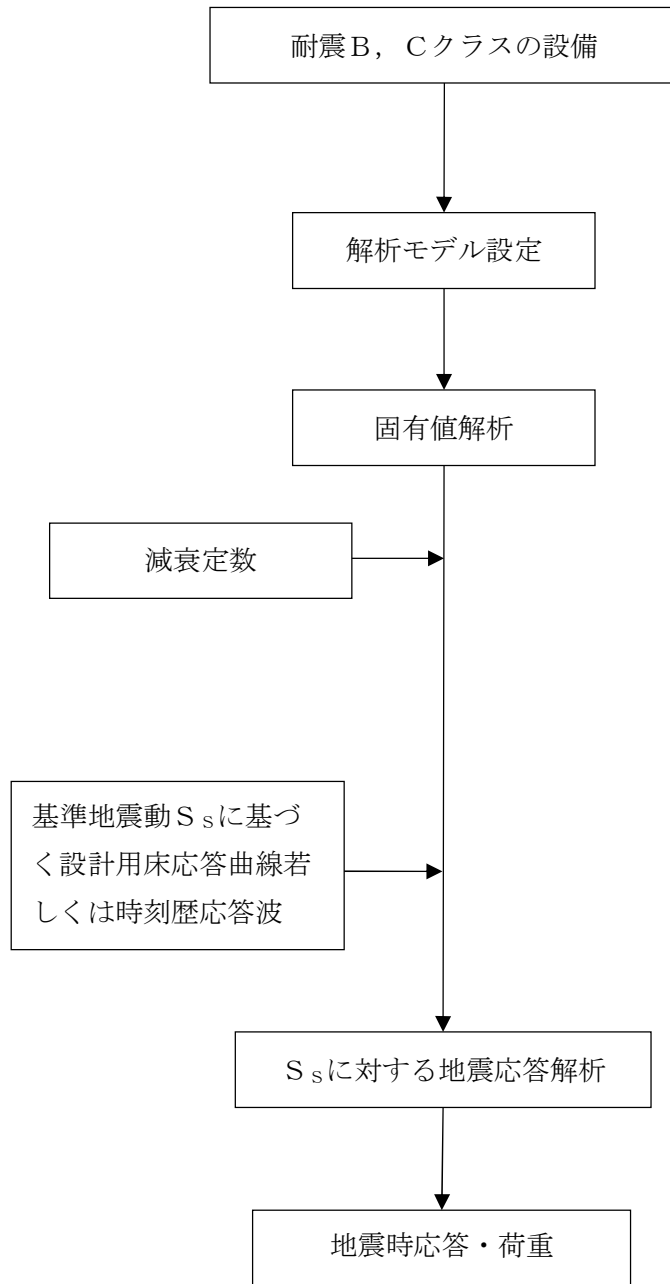 耐震Ｂ，Ｃクラスの設備
解析モデル設定
固有値解析
減衰定数
基準地震動Ｓｓに基づ
く設計用床応答曲線若
しくは時刻歴応答波
Ｓｓに対する地震応答解析
地震時応答・荷重